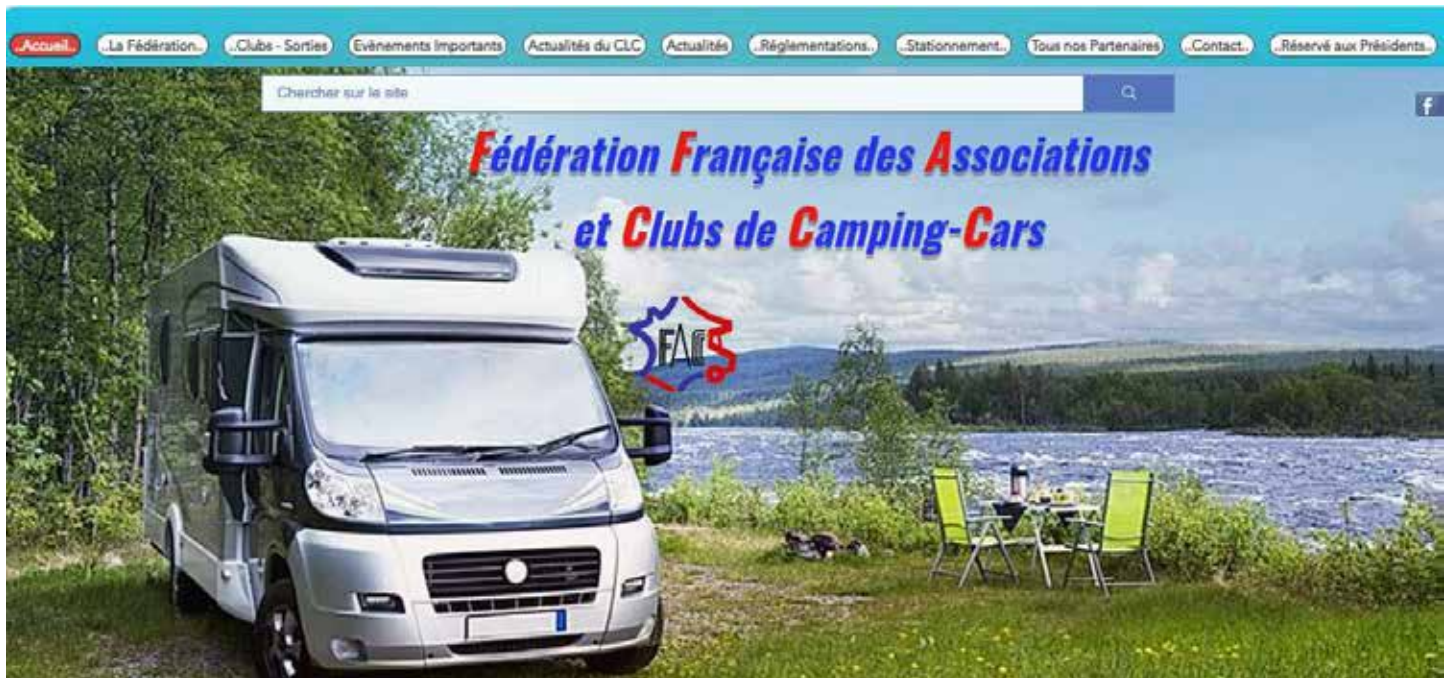 ..Accueil.. ..La Fédération.. ..Clubs - Sorties Evènements Importants Actualités du CLC Actualités ..Réglementations.. ..Stationnement.. Tous nos Partenaires ..Contact.. ..Réservé aux Présidents..
Chercher sur le site
f
Fédération Française des Associations
et Clubs de Camping-Cars